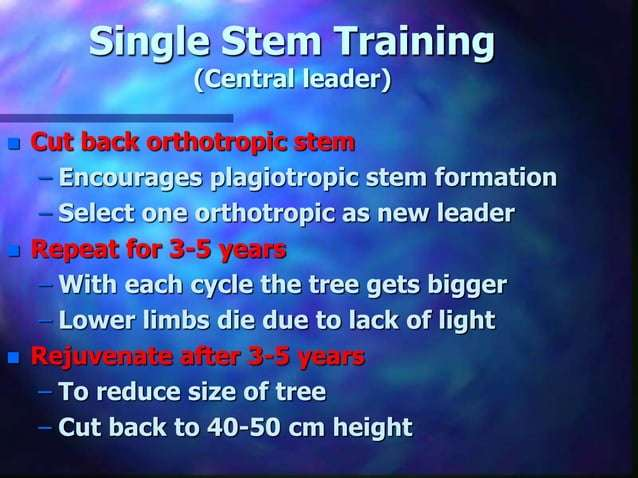 Single Stem Training
(Central leader)
Cut back orthotropic stem
– Encourages plagiotropic stem formation
– Select one orthotropic as new leader
Repeat for 3-5 years
– With each cycle the tree gets bigger
– Lower limbs die due to lack of light
Rejuvenate after 3-5 years
– To reduce size of tree
– Cut back to 40-50 cm height